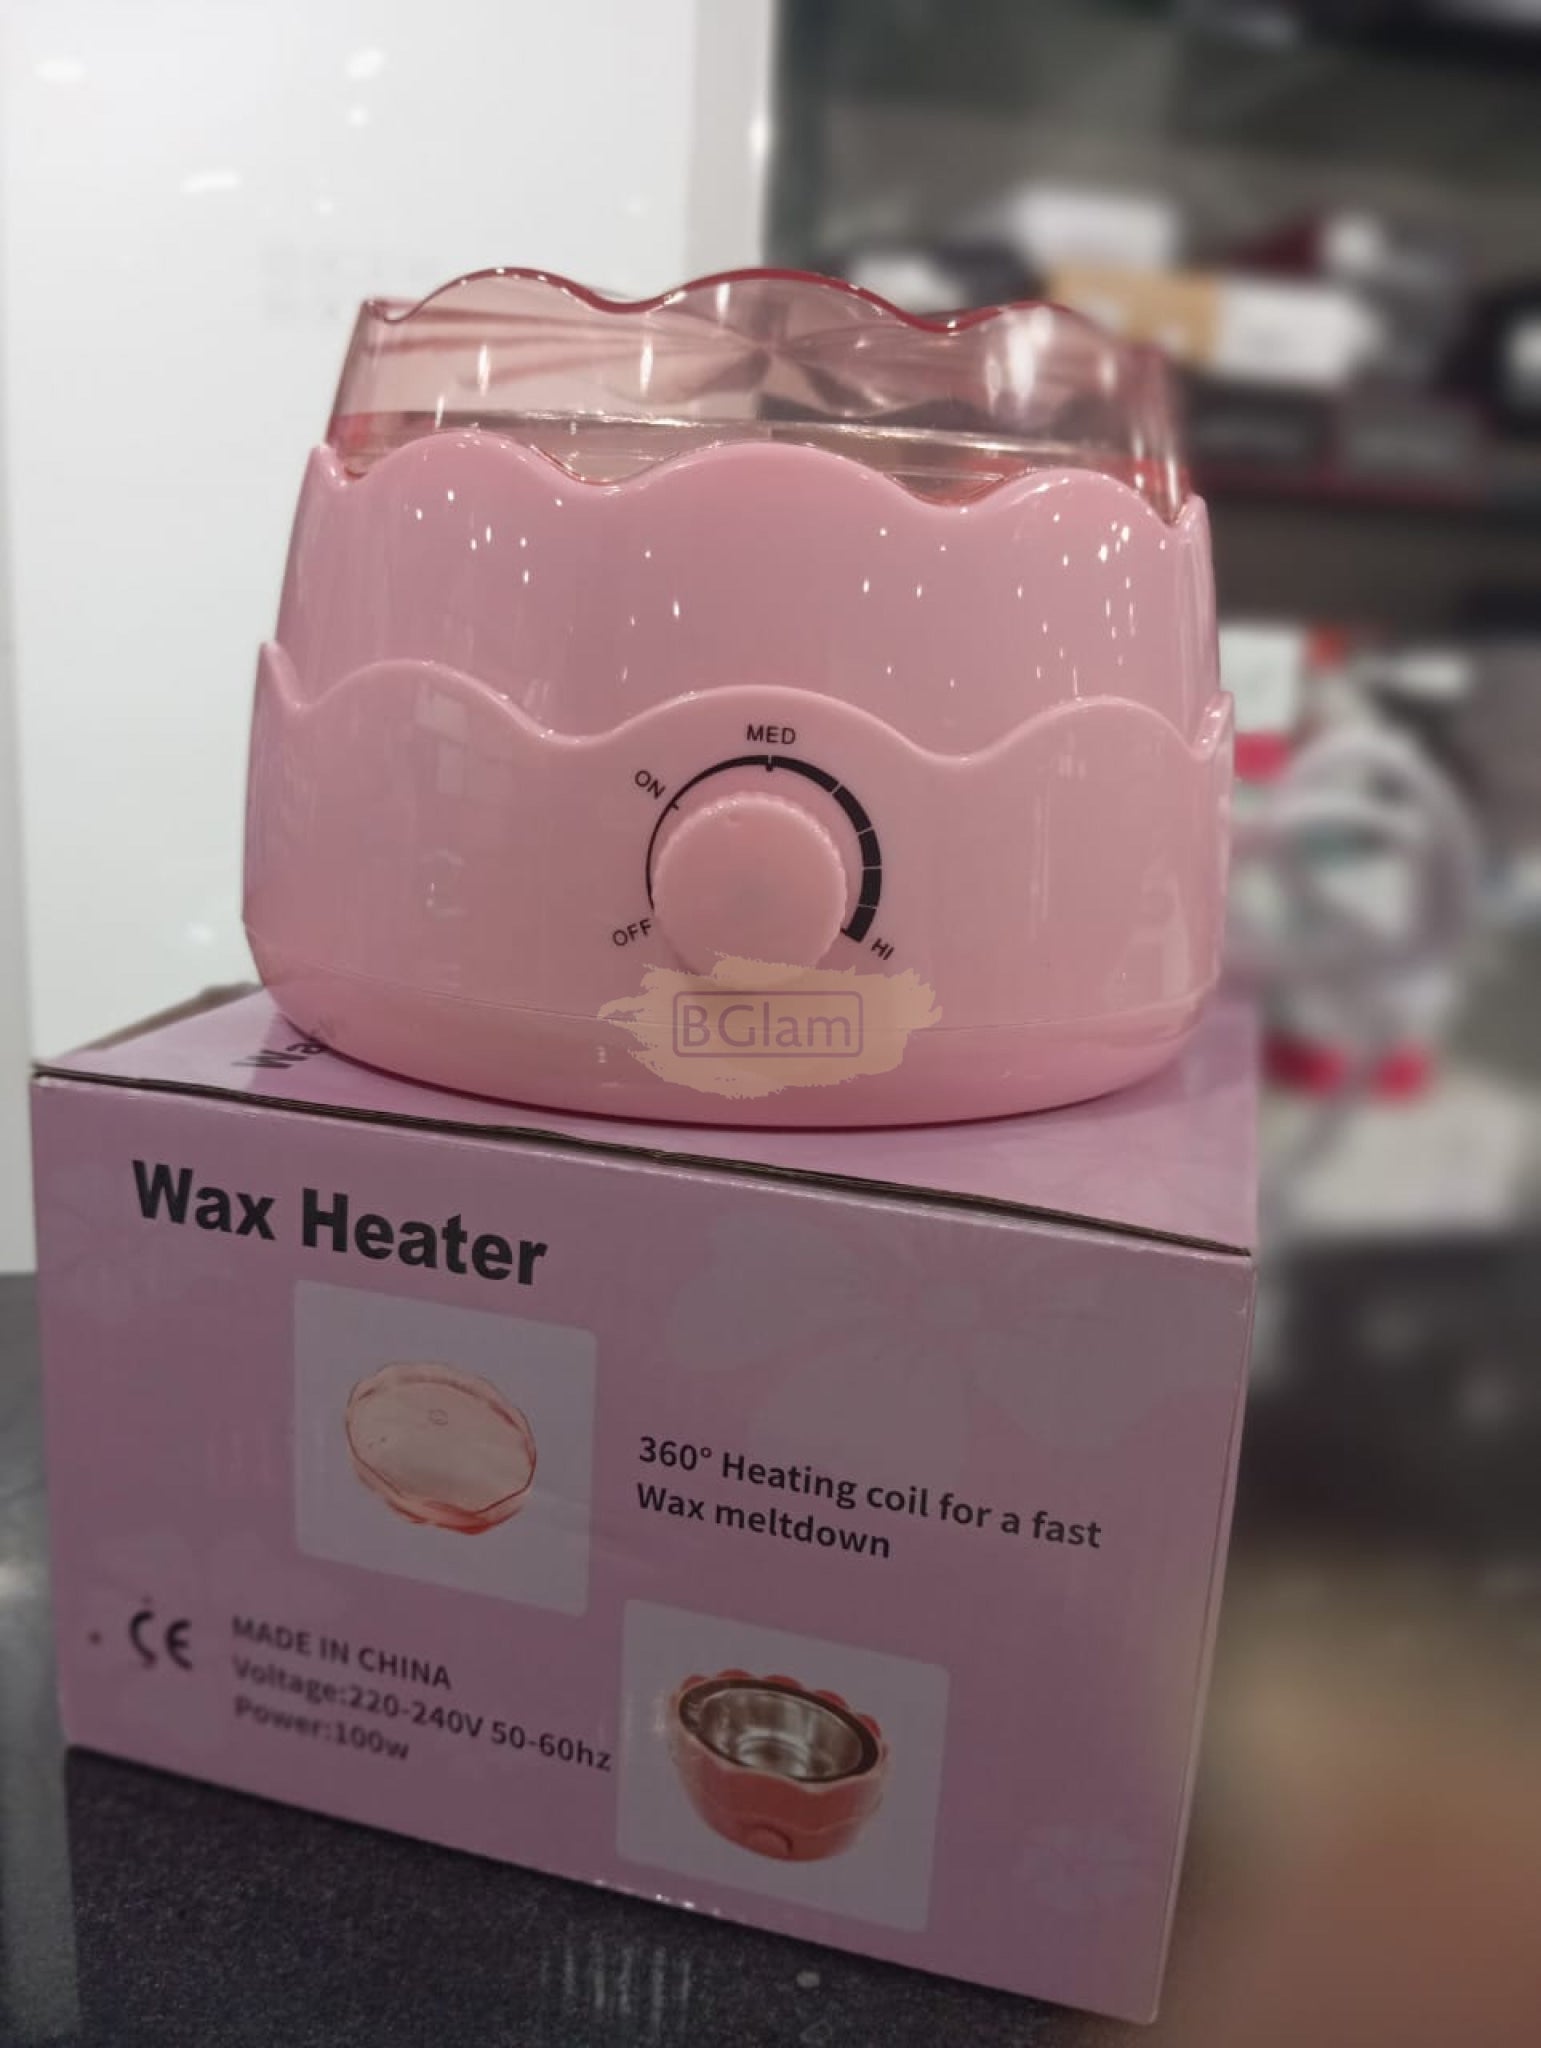 MED
ON
OFF
HI
BGlam
Wax Heater
360° Heating coil for a fast
Wax meltdown
CE
MADE IN CHINA
Voltage:220-240V 50-60hz
Power:100w